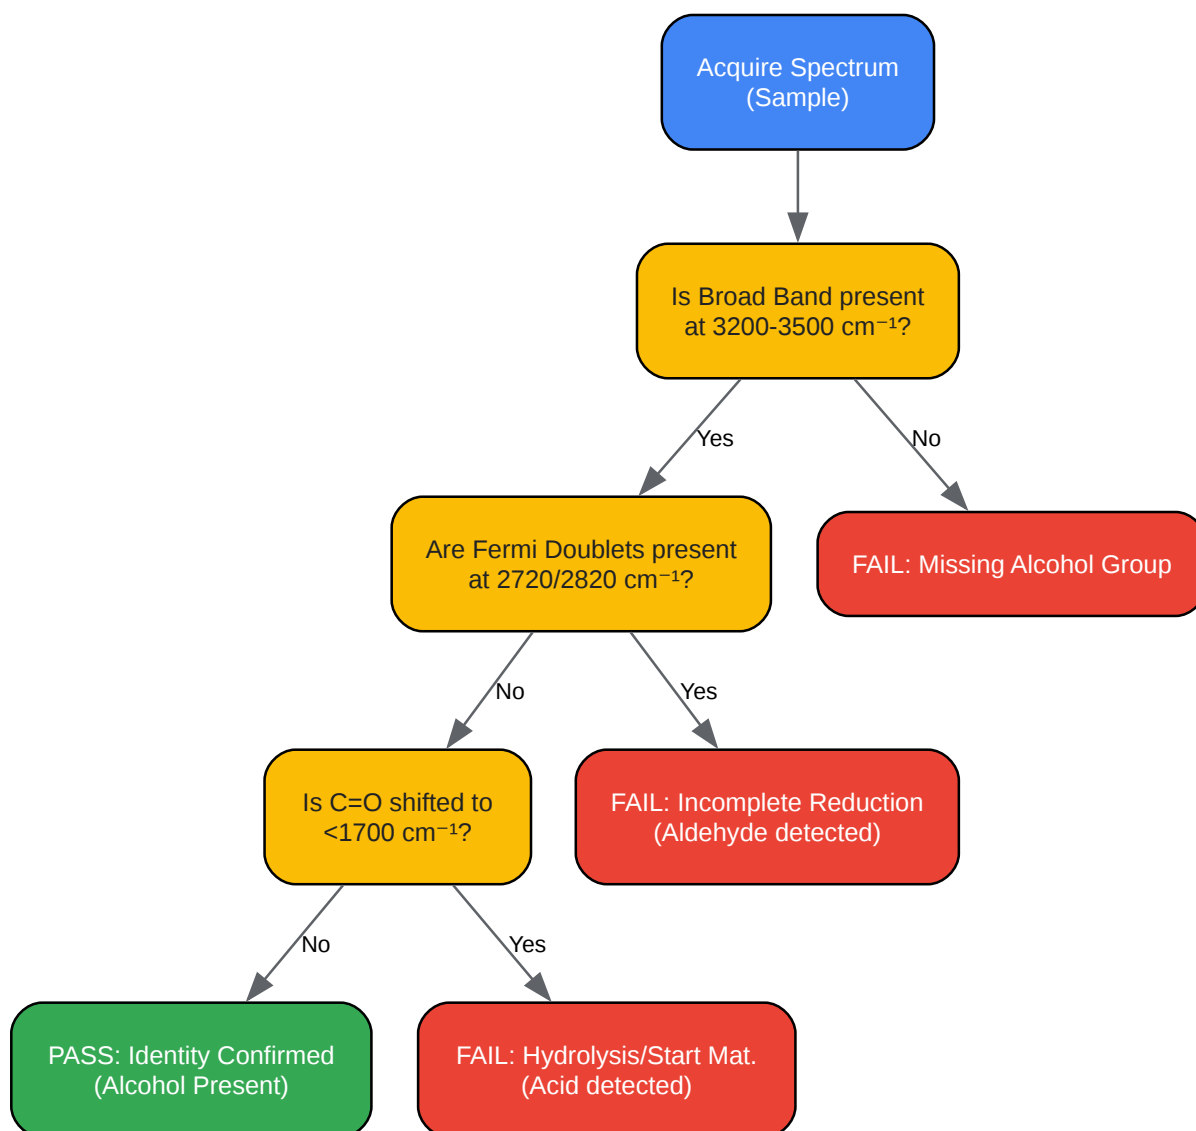 Acquire Spectrum
(Sample)
Is Broad Band present
at 3200-3500 cm⁻¹?
Yes
No
Are Fermi Doublets present
at 2720/2820 cm⁻¹?
FAIL: Missing Alcohol Group
No
Yes
Is C=O shifted to
<1700 cm⁻¹?
FAIL: Incomplete Reduction
(Aldehyde detected)
No
Yes
PASS: Identity Confirmed
(Alcohol Present)
FAIL: Hydrolysis/Start Mat.
(Acid detected)